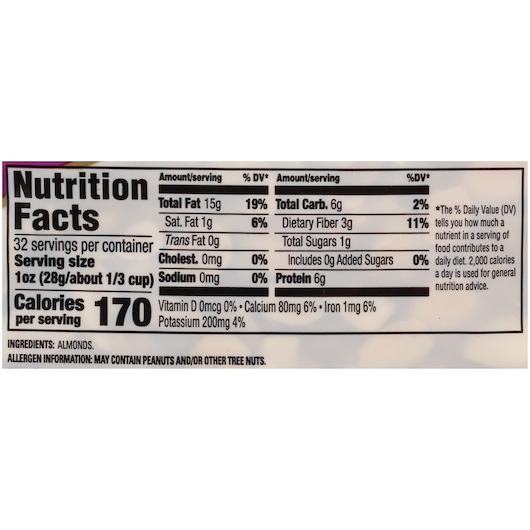 Nutrition
Facts
32 servings per container
Serving size
1oz (28g/about 1/3 cup)
Calories
per serving 170
Amount/serving % DV*
Total Fat 15g 19%
Sat. Fat 1g 6%
Trans Fat 0g
Cholest. 0mg 0%
Sodium 0mg 0%
Amount/serving %DV*
Total Carb. 6g 2%
Dietary Fiber 3g 11%
Total Sugars 1g
Includes 0g Added Sugars 0%
Protein 6g
Vitamin D 0mcg 0% • Calcium 80mg 6% • Iron 1mg 6%
Potassium 200mg 4%
*The % Daily Value (DV)
tells you how much a
nutrient in a serving of
food contributes to a
daily diet. 2,000 calories
a day is used for general
nutrition advice.
INGREDIENTS: ALMONDS.
ALLERGEN INFORMATION: MAY CONTAIN PEANUTS AND/OR OTHER TREE NUTS.